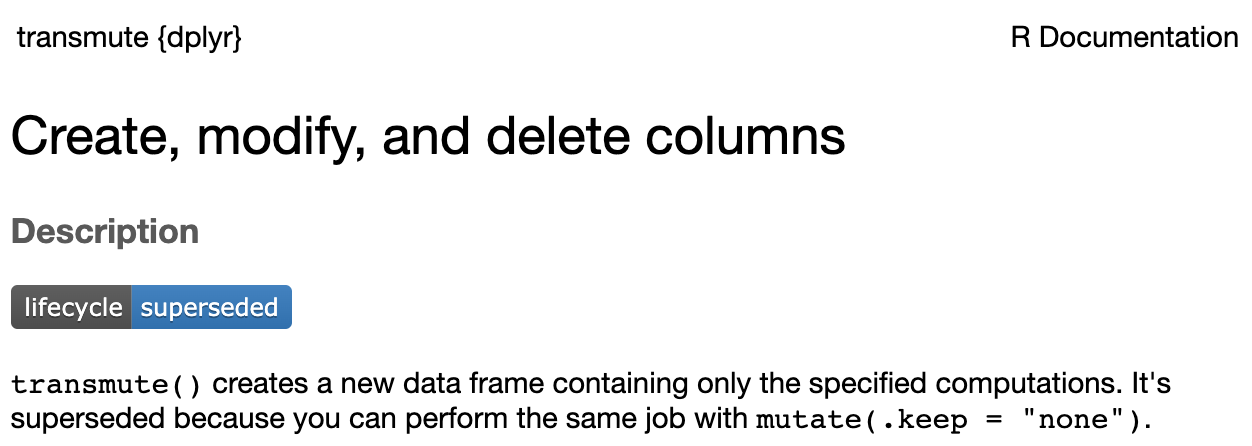 transmute {dplyr} R Documentation
Create, modify, and delete columns
Description
lifecycle superseded
transmute() creates a new data frame containing only the specified computations. It's
superseded because you can perform the same job with mutate(.keep = "none").